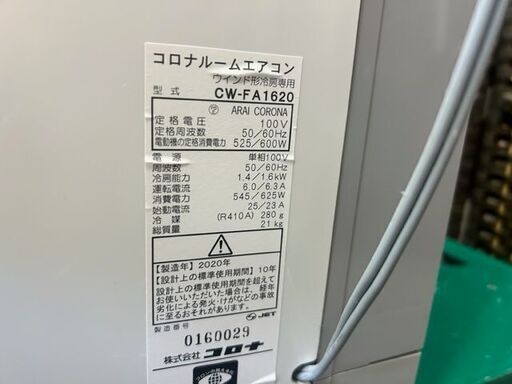 コロナルームエアコン
ウインド形冷房専用
型式 CW-FA1620
ARAI CORONA
定格電圧 100V
定格周波数 50/60Hz
電動機の定格消費電力 525/600W
電源 単相100V
周波数 50/60Hz
冷房能力 1.4/1.6kW
運転電流 6.0/6.3A
消費電力 545/625W
始動電流 25/23A
冷媒 (R410A) 280g
総質量 21kg
【製造年】2020年
【設計上の標準使用期間】10年
設計上の標準使用期間を超えて
お使いいただいた場合は、経年
劣化による発火・けがなどの事故
に至るおそれがあります。
JET
製造番号
0160029
株式会社コロナ